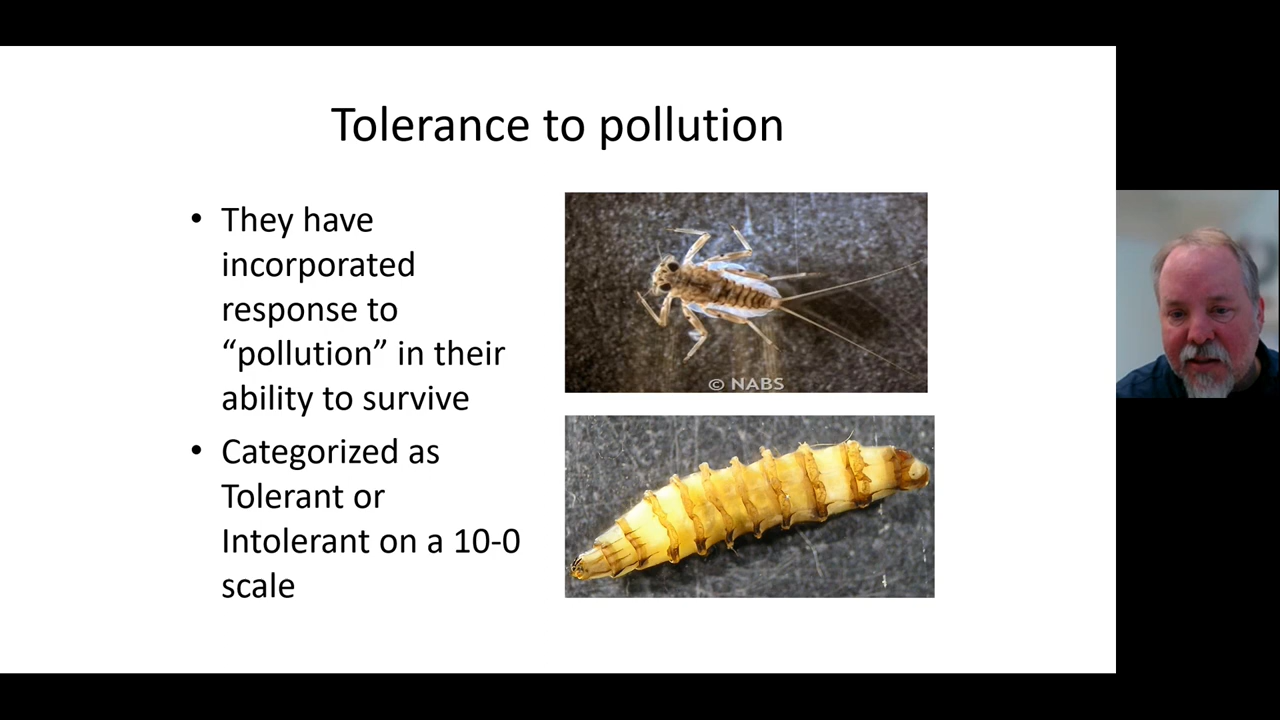 Tolerance to pollution
• They have
incorporated
response to
“pollution” in their
ability to survive
• Categorized as
Tolerant or
Intolerant on a 10-0
scale
© NABS